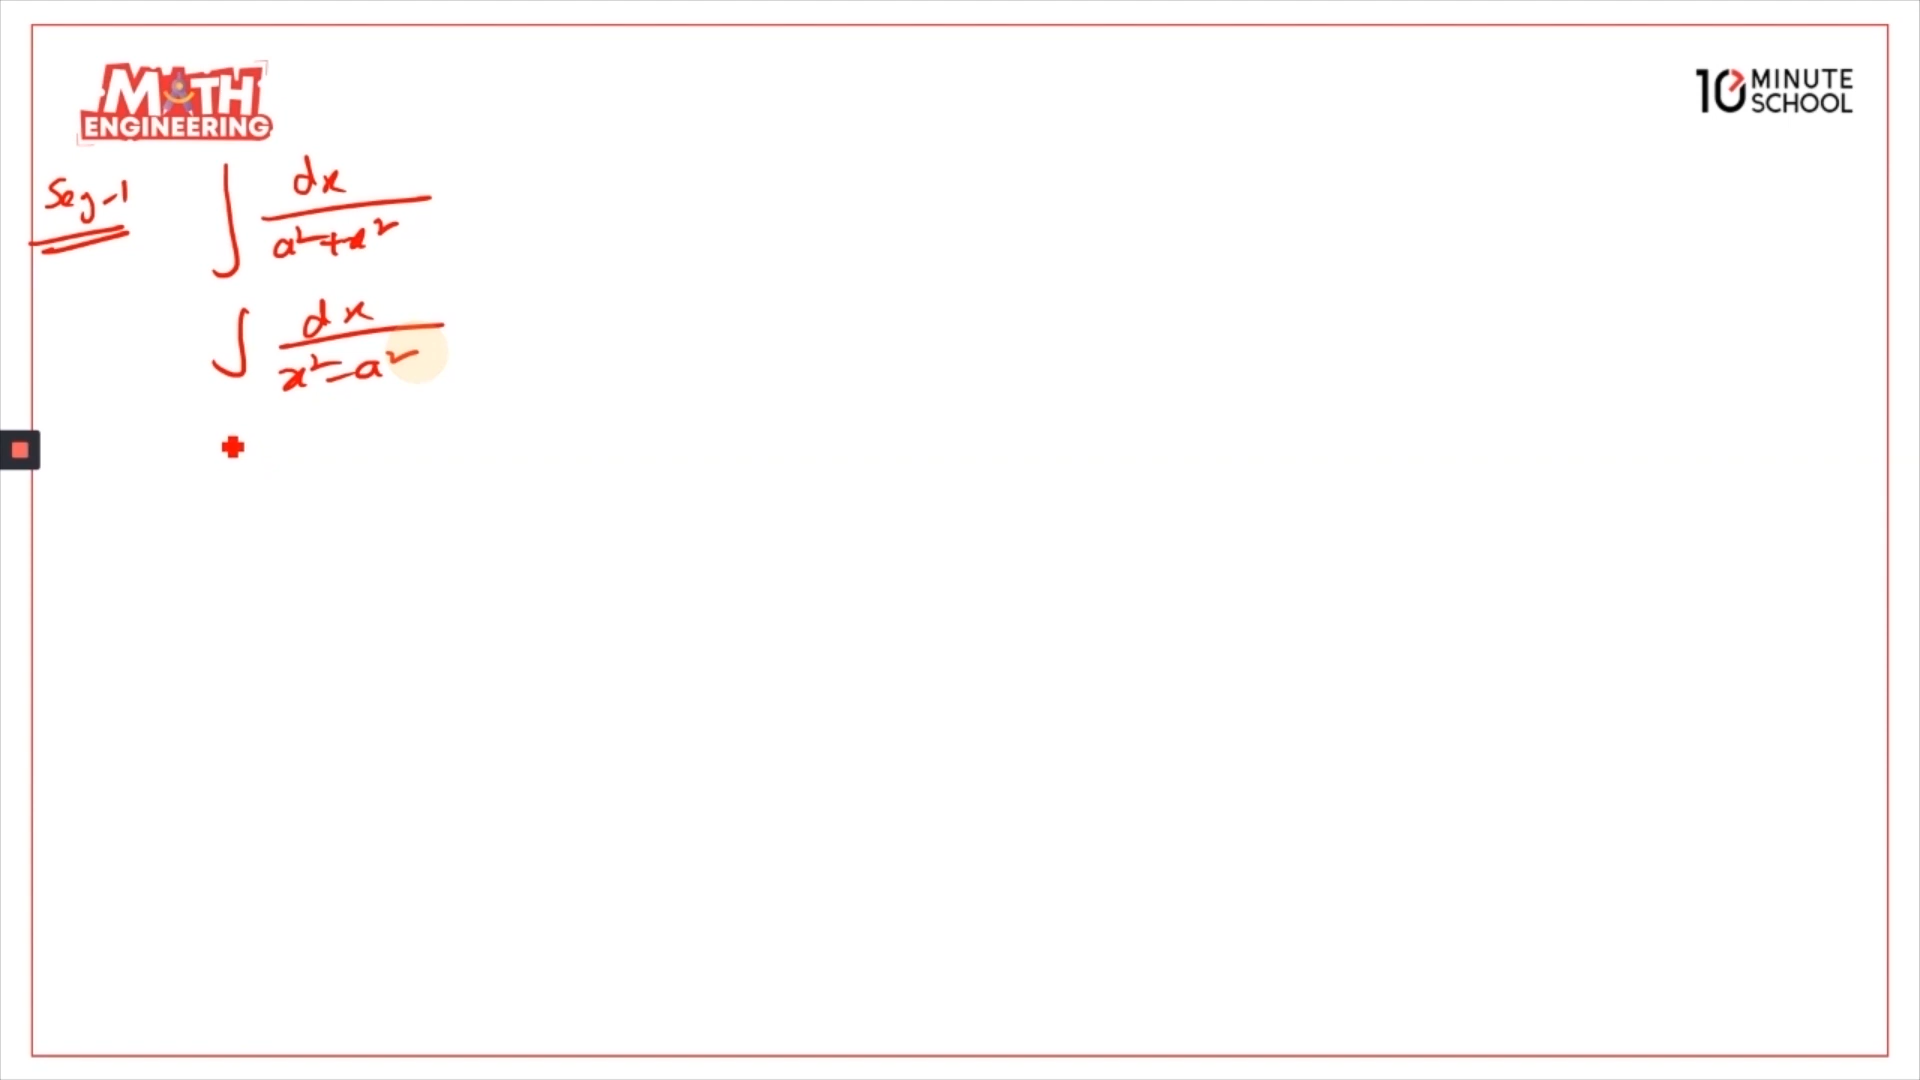 MATH
ENGINEERING
10 MINUTE
SCHOOL
Seg-1
∫ dx / a²+x²
∫ dx / x²-a²